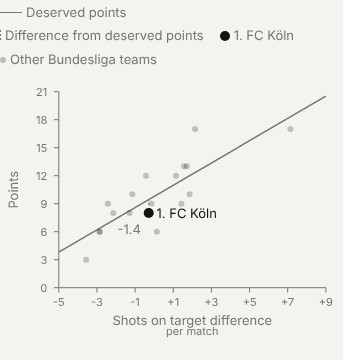 Deserved points
Difference from deserved points 1. FC Köln
Other Bundesliga teams
21
18
15
12
9
6
3
0
Points
1. FC Köln
-1.4
-5 -3 -1 +1 +3 +5 +7 +9
Shots on target difference
per match